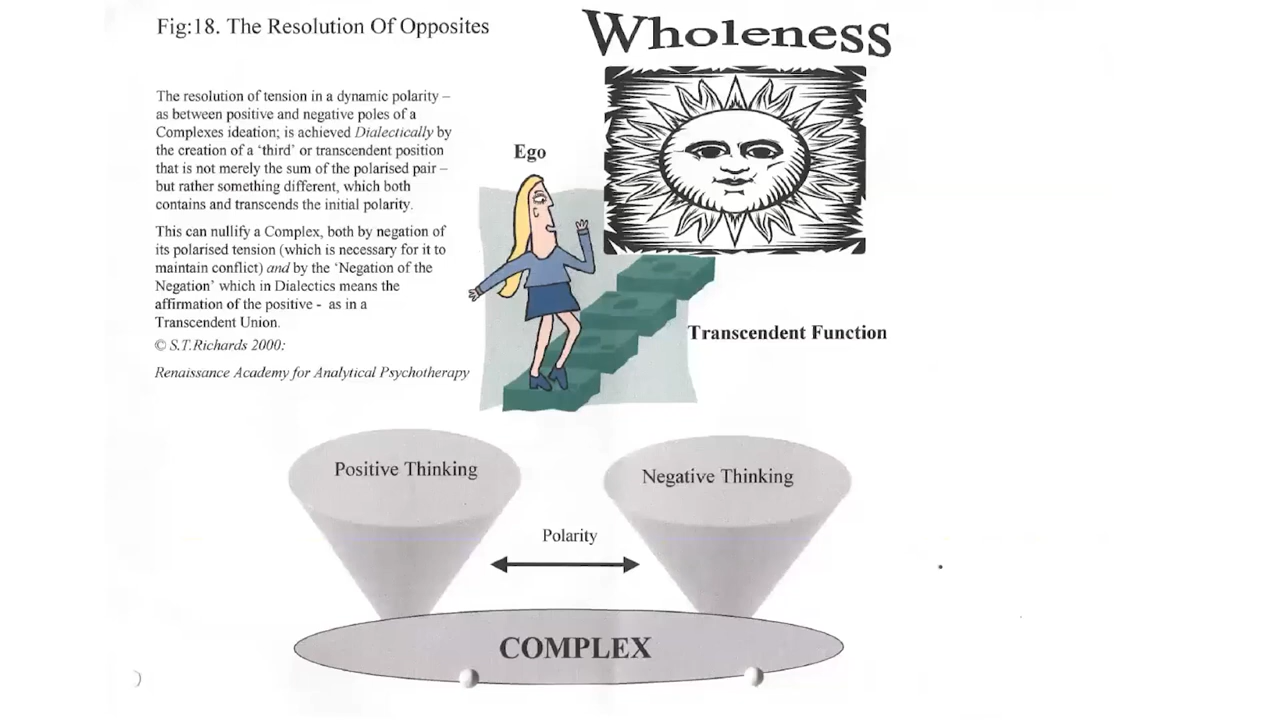 Fig:18. The Resolution Of Opposites
Wholeness
The resolution of tension in a dynamic polarity –
as between positive and negative poles of a
Complexes ideation; is achieved Dialectically by
the creation of a ‘third’ or transcendent position
that is not merely the sum of the polarised pair –
but rather something different, which both
contains and transcends the initial polarity.
This can nullify a Complex, both by negation of
its polarised tension (which is necessary for it to
maintain conflict) and by the ‘Negation of the
Negation’ which in Dialectics means the
affirmation of the positive - as in a
Transcendent Union.
© S.T.Richards 2000:
Renaissance Academy for Analytical Psychotherapy
Ego
Transcendent Function
Positive Thinking
Negative Thinking
Polarity
COMPLEX